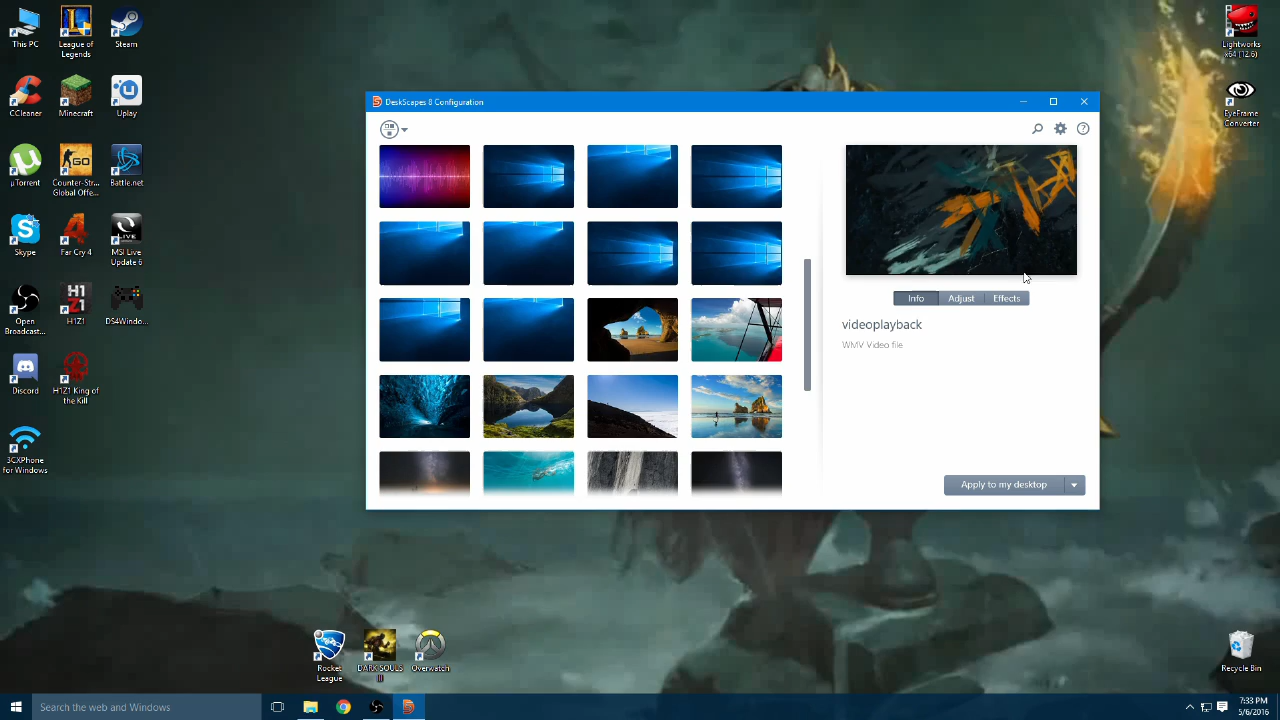 This PC
League of
Legends
Steam
CCleaner
Minecraft
Uplay
µTorrent
Counter-Str...
Global Offe...
Battle.net
Skype
Far Cry 4
MSI Live
Update 6
LIVE
GO
H1
Z1
Open
Broadcast...
H1Z1
DS4Windo...
Discord
H1Z1 King of
the Kill
3CXPhone
for Windows
Lightworks
x64 (12.6)
EyeFrame
Converter
DeskScapes 8 Configuration
Info
Adjust
Effects
videoplayback
WMV Video file
Apply to my desktop
Rocket
League
DARK SOULS
III
Overwatch
Recycle Bin
Search the web and Windows
7:33 PM
5/6/2016